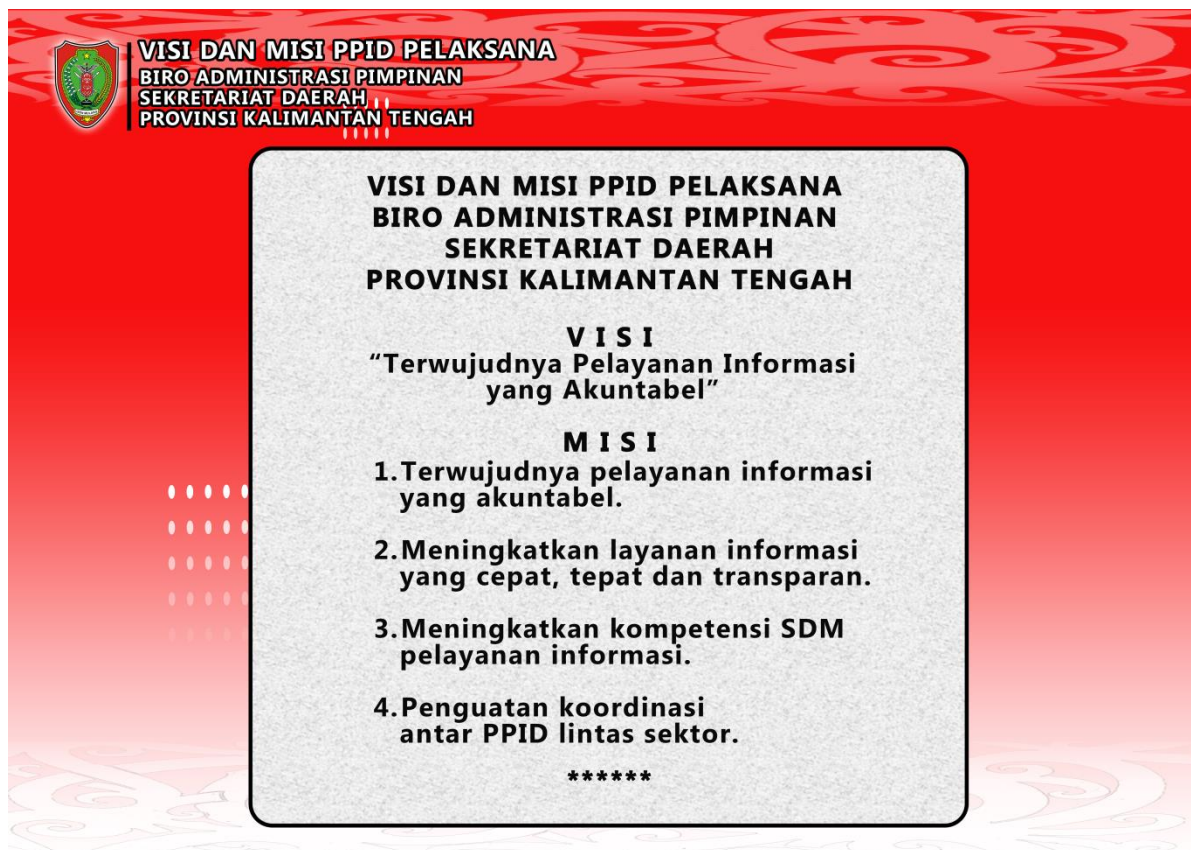 VISI DAN MISI PPID PELAKSANA
BIRO ADMINISTRASI PIMPINAN
SEKRETARIAT DAERAH
PROVINSI KALIMANTAN TENGAH
VISI DAN MISI PPID PELAKSANA
BIRO ADMINISTRASI PIMPINAN
SEKRETARIAT DAERAH
PROVINSI KALIMANTAN TENGAH
V I S I
“Terwujudnya Pelayanan Informasi
yang Akuntabel”
M I S I
1.Terwujudnya pelayanan informasi
yang akuntabel.
2.Meningkatkan layanan informasi
yang cepat, tepat dan transparan.
3.Meningkatkan kompetensi SDM
pelayanan informasi.
4.Penguatan koordinasi
antar PPID lintas sektor.
******